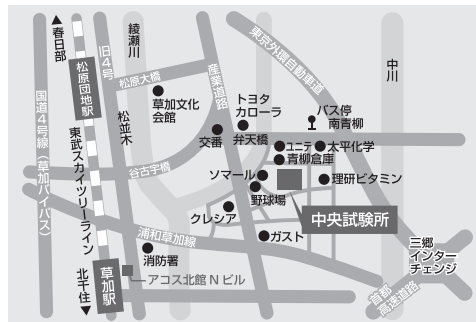 ▲春日部
松原団地駅
国道4号線(草加バイパス)
東武スカイツリーライン
北千住▼
草加駅
旧4号
松並木
綾瀬川
松原大橋
草加文化
会館
谷古宇橋
浦和草加線
消防署
アコス北館Nビル
産業道路
交番
トヨタ
カローラ
弁天橋
東京外環自動車道
バス停
南青柳
ユニテ
太平化学
青柳倉庫
ソマール
理研ビタミン
野球場
クレシア
中央試験所
ガスト
中川
三郷
インター
チェンジ
首都
高速道路